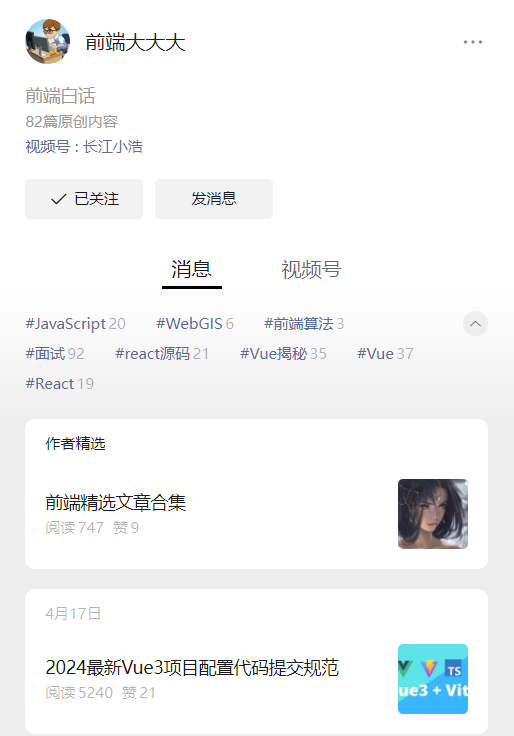 前端大大大
前端白话
82篇原创内容
视频号：长江小浩
已关注 发消息
消息 视频号
#JavaScript 20 #WebGIS 6 #前端算法 3
#面试 92 #react源码 21 #Vue揭秘 35 #Vue 37
#React 19
作者精选
前端精选文章合集
阅读 747 赞 9
4月17日
2024最新Vue3项目配置代码提交规范
阅读 5240 赞 21
TS
ue3 + Vit